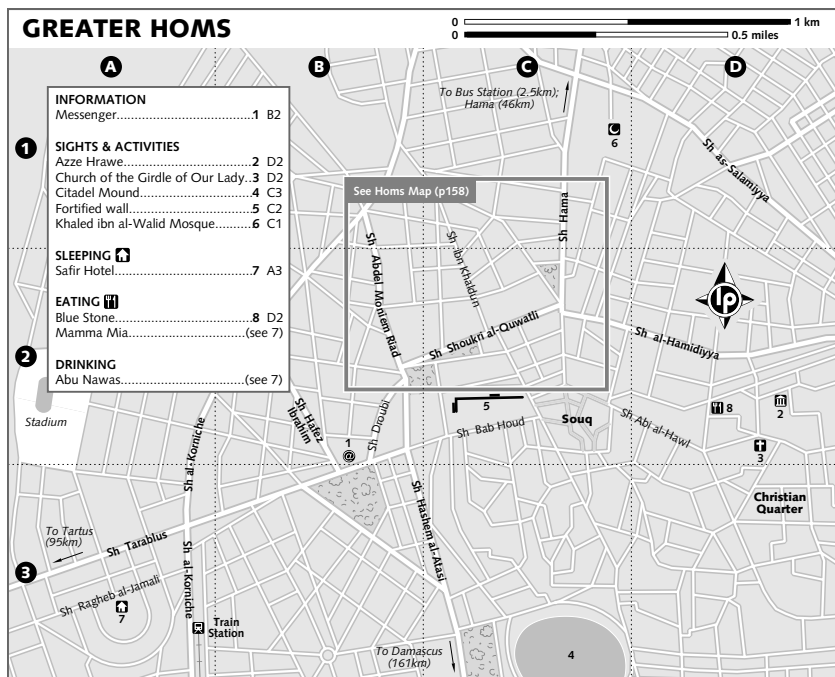 GREATER HOMS
0 1 km
0 0.5 miles
A B C D
1
2
3
INFORMATION
Messenger..............................1 B2
SIGHTS & ACTIVITIES
Azze Hrawe............................2 D2
Church of the Girdle of Our Lady..3 D2
Citadel Mound........................4 C3
Fortified wall...........................5 C2
Khaled ibn al-Walid Mosque........6 C1
SLEEPING
Safir Hotel..............................7 A3
EATING
Blue Stone..............................8 D2
Mamma Mia........................(see 7)
DRINKING
Abu Nawas..........................(see 7)
To Bus Station (2.5km);
Hama (46km)
6
Sh as-Salamiyya
See Homs Map (p158)
Sh Hama
Sh ibn Khaldun
Sh Abdel Moniem Riad
lp
Sh Shoukri al-Quwatli
Sh al-Hamidiyya
Stadium
Sh Hafez
Ibrahim
Sh Droubi
5
Souq
Sh Abi al-Hawl
8
2
3
Sh Bab Houd
1
@
Sh al-Korniche
Christian
Quarter
To Tartus
(95km)
Sh Tarablus
Sh Hashem al-Atasi
Sh al-Korniche
Sh Ragheb al-Jamali
7
Train
Station
To Damascus
(161km)
4